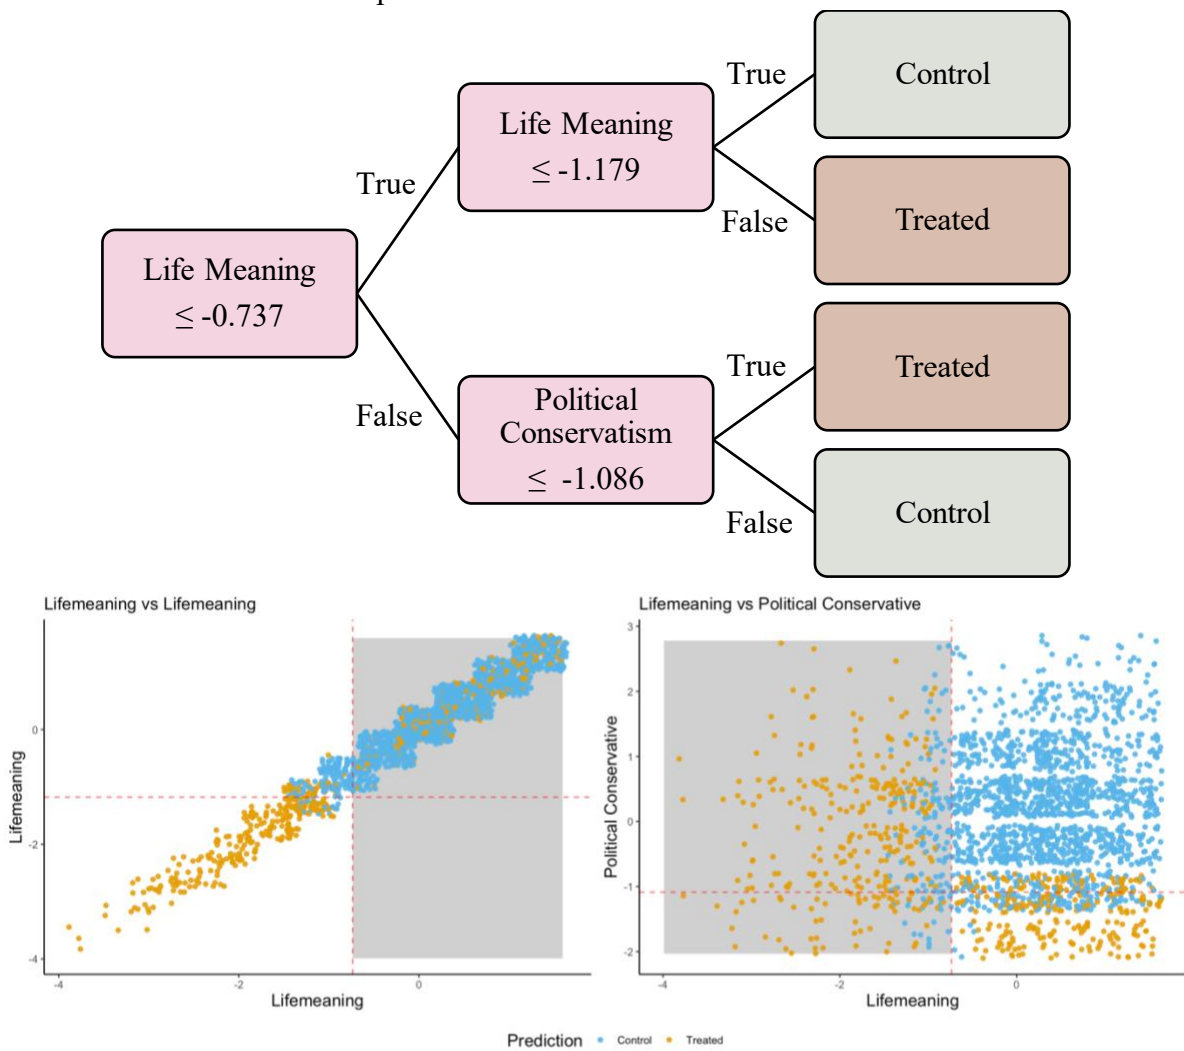 True
Control
Life Meaning
≤ -1.179
True
False
Treated
Life Meaning
≤ -0.737
True
Treated
False
Political
Conservatism
≤ -1.086
False
Control
Lifemeaning vs Lifemeaning
0
-2
-4
Lifemeaning
-4
-2
0
Lifemeaning
Lifemeaning vs Political Conservative
3
2
1
0
-1
-2
Political Conservative
-4
-2
0
Lifemeaning
Prediction Control Treated